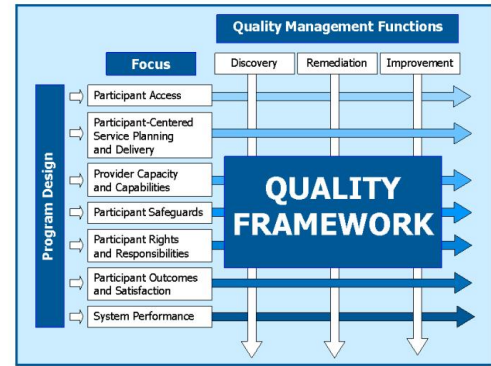 Quality Management Functions
Focus
Discovery
Remediation
Improvement
Program Design
Participant Access
Participant-Centered
Service Planning
and Delivery
Provider Capacity
and Capabilities
Participant Safeguards
Participant Rights
and Responsibilities
Participant Outcomes
and Satisfaction
System Performance
QUALITY
FRAMEWORK